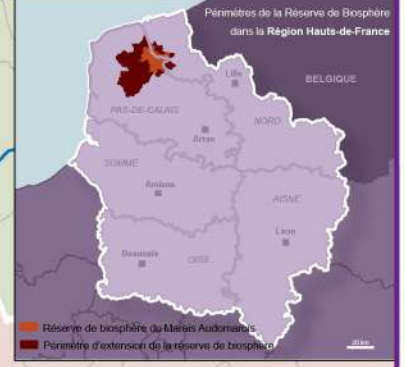 Périmètres de la Réserve de Biosphère
dans la Région Hauts-de-France
Lille
BELGIQUE
PAS-DE-CALAIS
NORD
Arras
SOMME
Amiens
AISNE
Laon
Beauvais
OISE
Réserve de biosphère du Marais Audomarois
Périmètre d'extension de la réserve de biosphère
20 km